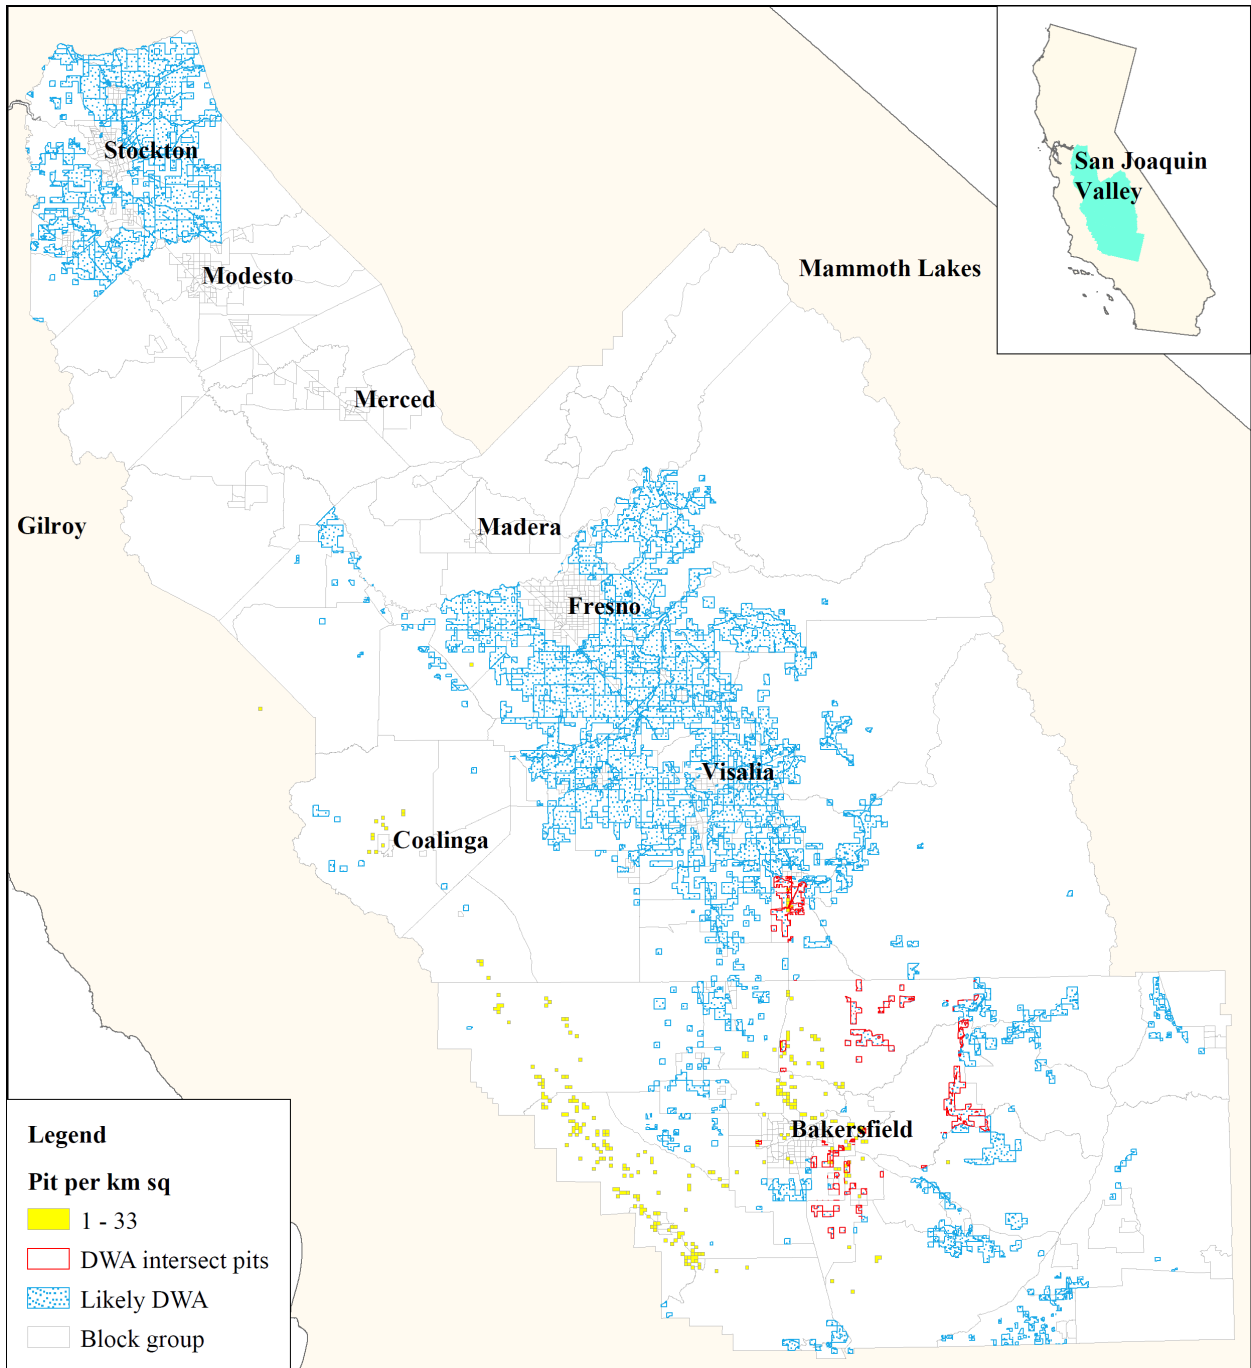 San Joaquin
Valley
Stockton
Mammoth Lakes
Modesto
Merced
Gilroy
Madera
Fresno
Visalia
Coalinga
Bakersfield
Legend
Pit per km sq
1 - 33
DWA intersect pits
Likely DWA
Block group